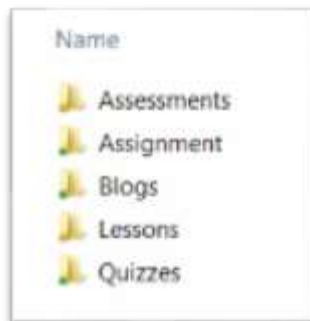 Name
Assessments
Assignment
Blogs
Lessons
Quizzes